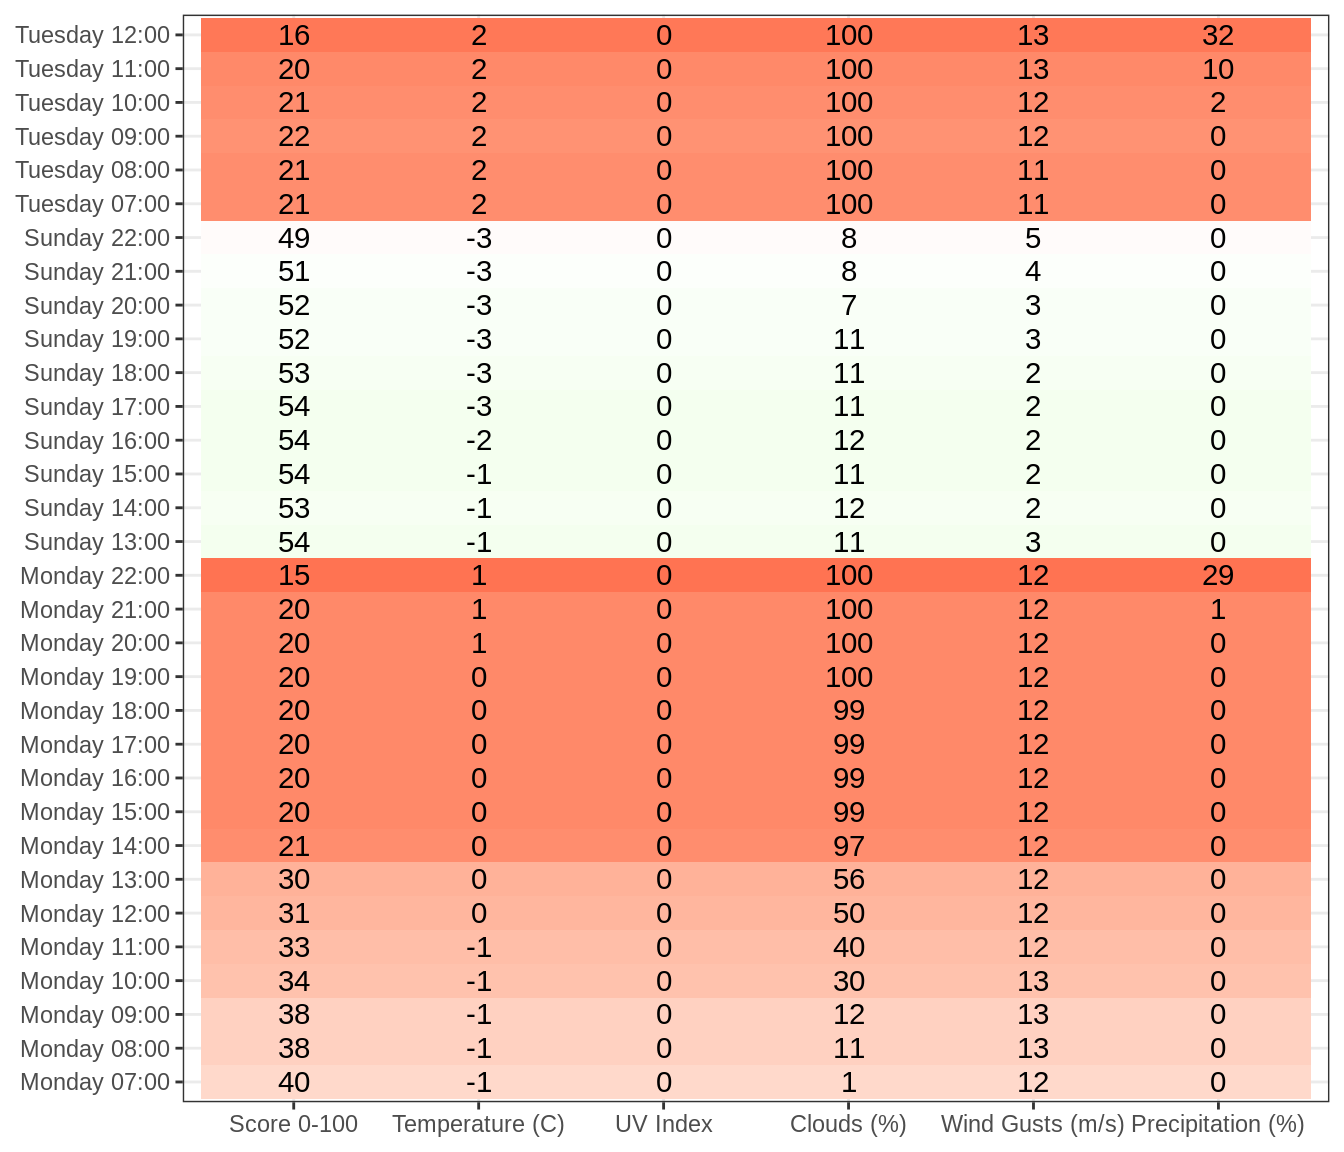 Tuesday 12:00 16 2 0 100 13 32
Tuesday 11:00 20 2 0 100 13 10
Tuesday 10:00 21 2 0 100 12 2
Tuesday 09:00 22 2 0 100 12 0
Tuesday 08:00 21 2 0 100 11 0
Tuesday 07:00 21 2 0 100 11 0
Sunday 22:00 49 -3 0 8 5 0
Sunday 21:00 51 -3 0 8 4 0
Sunday 20:00 52 -3 0 7 3 0
Sunday 19:00 52 -3 0 11 3 0
Sunday 18:00 53 -3 0 11 2 0
Sunday 17:00 54 -3 0 11 2 0
Sunday 16:00 54 -2 0 12 2 0
Sunday 15:00 54 -1 0 11 2 0
Sunday 14:00 53 -1 0 12 2 0
Sunday 13:00 54 -1 0 11 3 0
Monday 22:00 15 1 0 100 12 29
Monday 21:00 20 1 0 100 12 1
Monday 20:00 20 1 0 100 12 0
Monday 19:00 20 0 0 100 12 0
Monday 18:00 20 0 0 99 12 0
Monday 17:00 20 0 0 99 12 0
Monday 16:00 20 0 0 99 12 0
Monday 15:00 20 0 0 99 12 0
Monday 14:00 21 0 0 97 12 0
Monday 13:00 30 0 0 56 12 0
Monday 12:00 31 0 0 50 12 0
Monday 11:00 33 -1 0 40 12 0
Monday 10:00 34 -1 0 30 13 0
Monday 09:00 38 -1 0 12 13 0
Monday 08:00 38 -1 0 11 13 0
Monday 07:00 40 -1 0 1 12 0
Score 0-100 Temperature (C) UV Index Clouds (%) Wind Gusts (m/s) Precipitation (%)